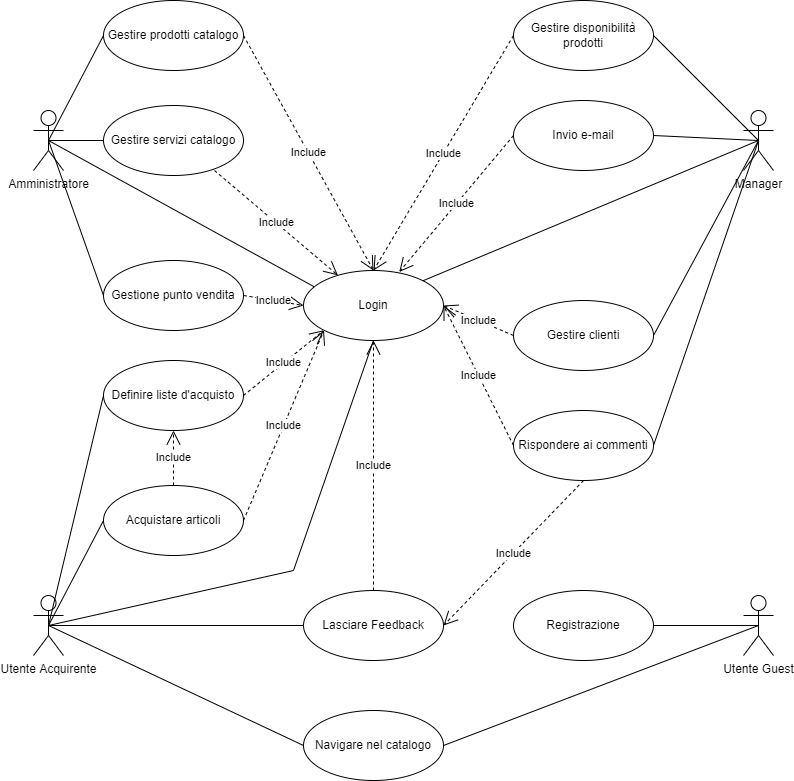 Gestire prodotti catalogo
Gestire disponibilità
prodotti
Gestire servizi catalogo
Invio e-mail
Include
Include
Amministratore
Manager
Include
Include
Gestione punto vendita
Include
Login
Include
Gestire clienti
Include
Include
Definire liste d'acquisto
Include
Rispondere ai commenti
Include
Include
Acquistare articoli
Include
Lasciare Feedback
Registrazione
Utente Acquirente
Utente Guest
Navigare nel catalogo